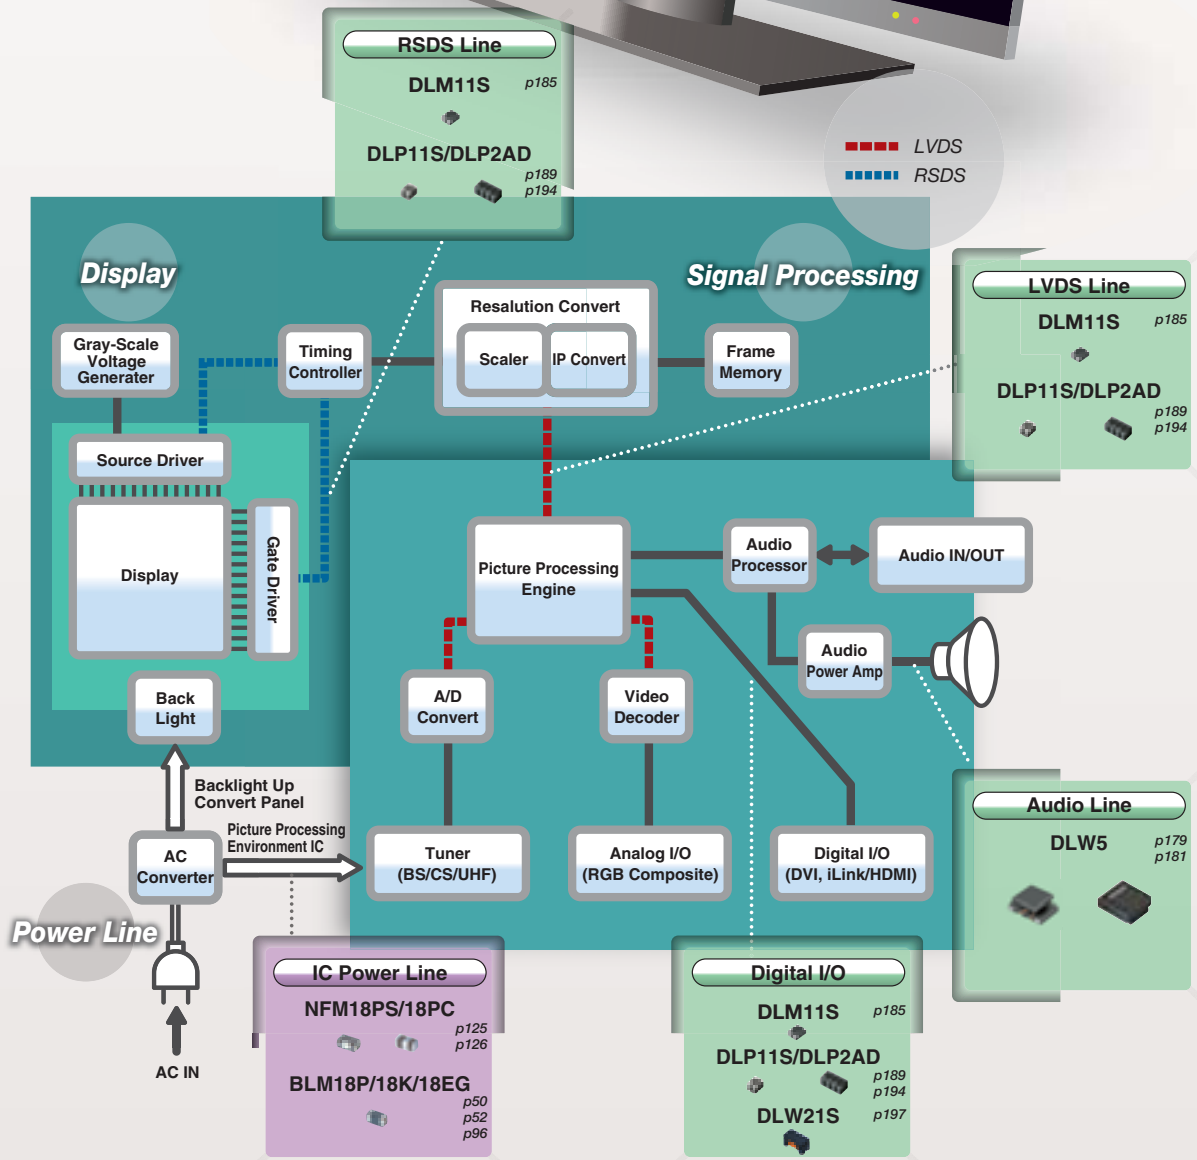 RSDS Line
DLM11S
p185
DLP11S/DLP2AD
p189
p194
LVDS
RSDS
Display
Signal Processing
LVDS Line
DLM11S
p185
DLP11S/DLP2AD
p189
p194
Gray-Scale
Voltage
Generater
Timing
Controller
Resalution Convert
Scaler
IP Convert
Frame
Memory
Source Driver
Display
Gate Driver
Back
Light
Picture Processing
Engine
Audio
Processor
Audio IN/OUT
Audio
Power Amp
A/D
Convert
Video
Decoder
Backlight Up
Convert Panel
Picture Processing
Environment IC
AC
Converter
Tuner
(BS/CS/UHF)
Analog I/O
(RGB Composite)
Digital I/O
(DVI, iLink/HDMI)
Audio Line
DLW5
p179
p181
Power Line
AC IN
IC Power Line
NFM18PS/18PC
p125
p126
BLM18P/18K/18EG
p50
p52
p96
Digital I/O
DLM11S
p185
DLP11S/DLP2AD
p189
p194
DLW21S
p197